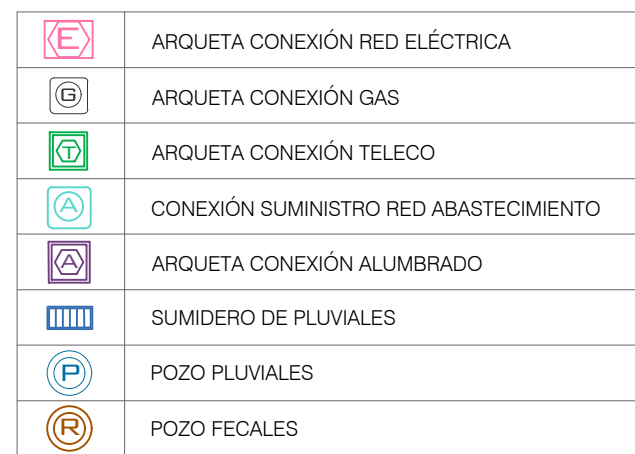 E ARQUETA CONEXIÓN RED ELÉCTRICA
G ARQUETA CONEXIÓN GAS
T ARQUETA CONEXIÓN TELECO
A CONEXIÓN SUMINISTRO RED ABASTECIMIENTO
A ARQUETA CONEXIÓN ALUMBRADO
SUMIDERO DE PLUVIALES
P POZO PLUVIALES
R POZO FECALES